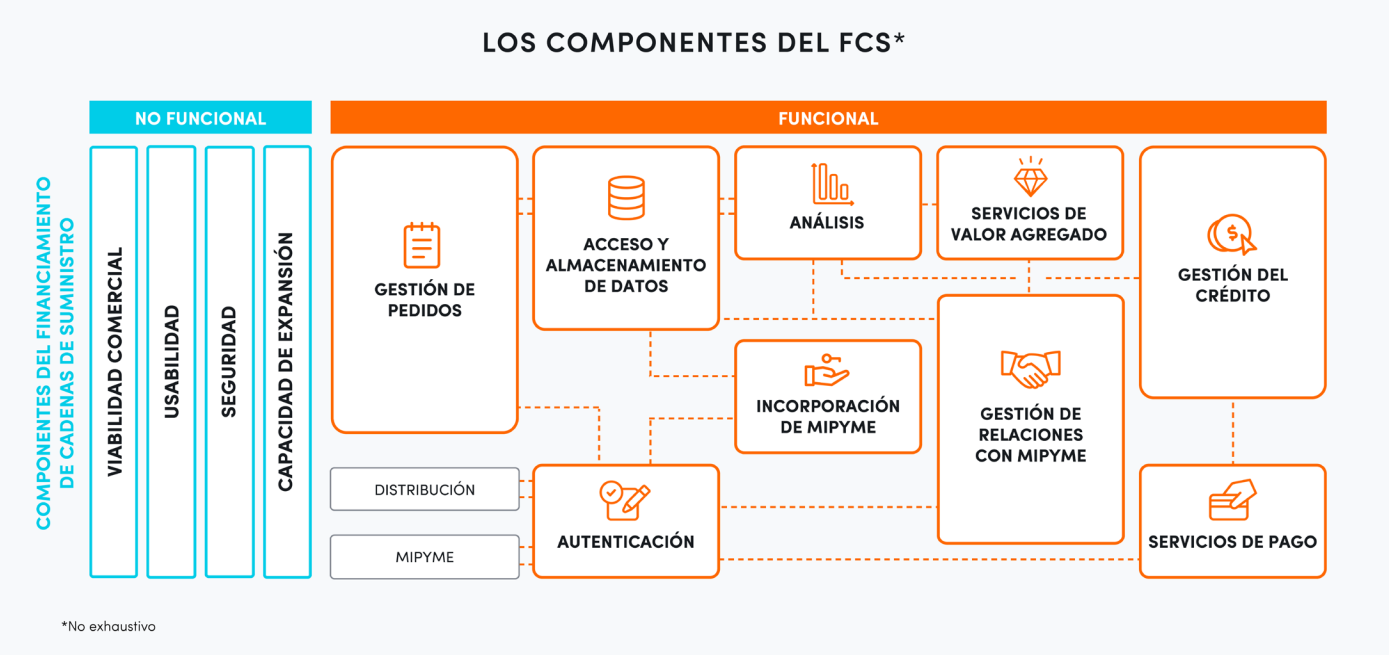 LOS COMPONENTES DEL FCS*
NO FUNCIONAL
FUNCIONAL
COMPONENTES DEL FINANCIAMIENTO
DE CADENAS DE SUMINISTRO
VIABILIDAD COMERCIAL
USABILIDAD
SEGURIDAD
CAPACIDAD DE EXPANSIÓN
GESTIÓN DE
PEDIDOS
ACCESO Y
ALMACENAMIENTO
DE DATOS
ANÁLISIS
SERVICIOS DE
VALOR AGREGADO
GESTIÓN DEL
CRÉDITO
INCORPORACIÓN
DE MIPYME
GESTIÓN DE
RELACIONES
CON MIPYME
DISTRIBUCIÓN
MIPYME
AUTENTICACIÓN
SERVICIOS DE PAGO
*No exhaustivo